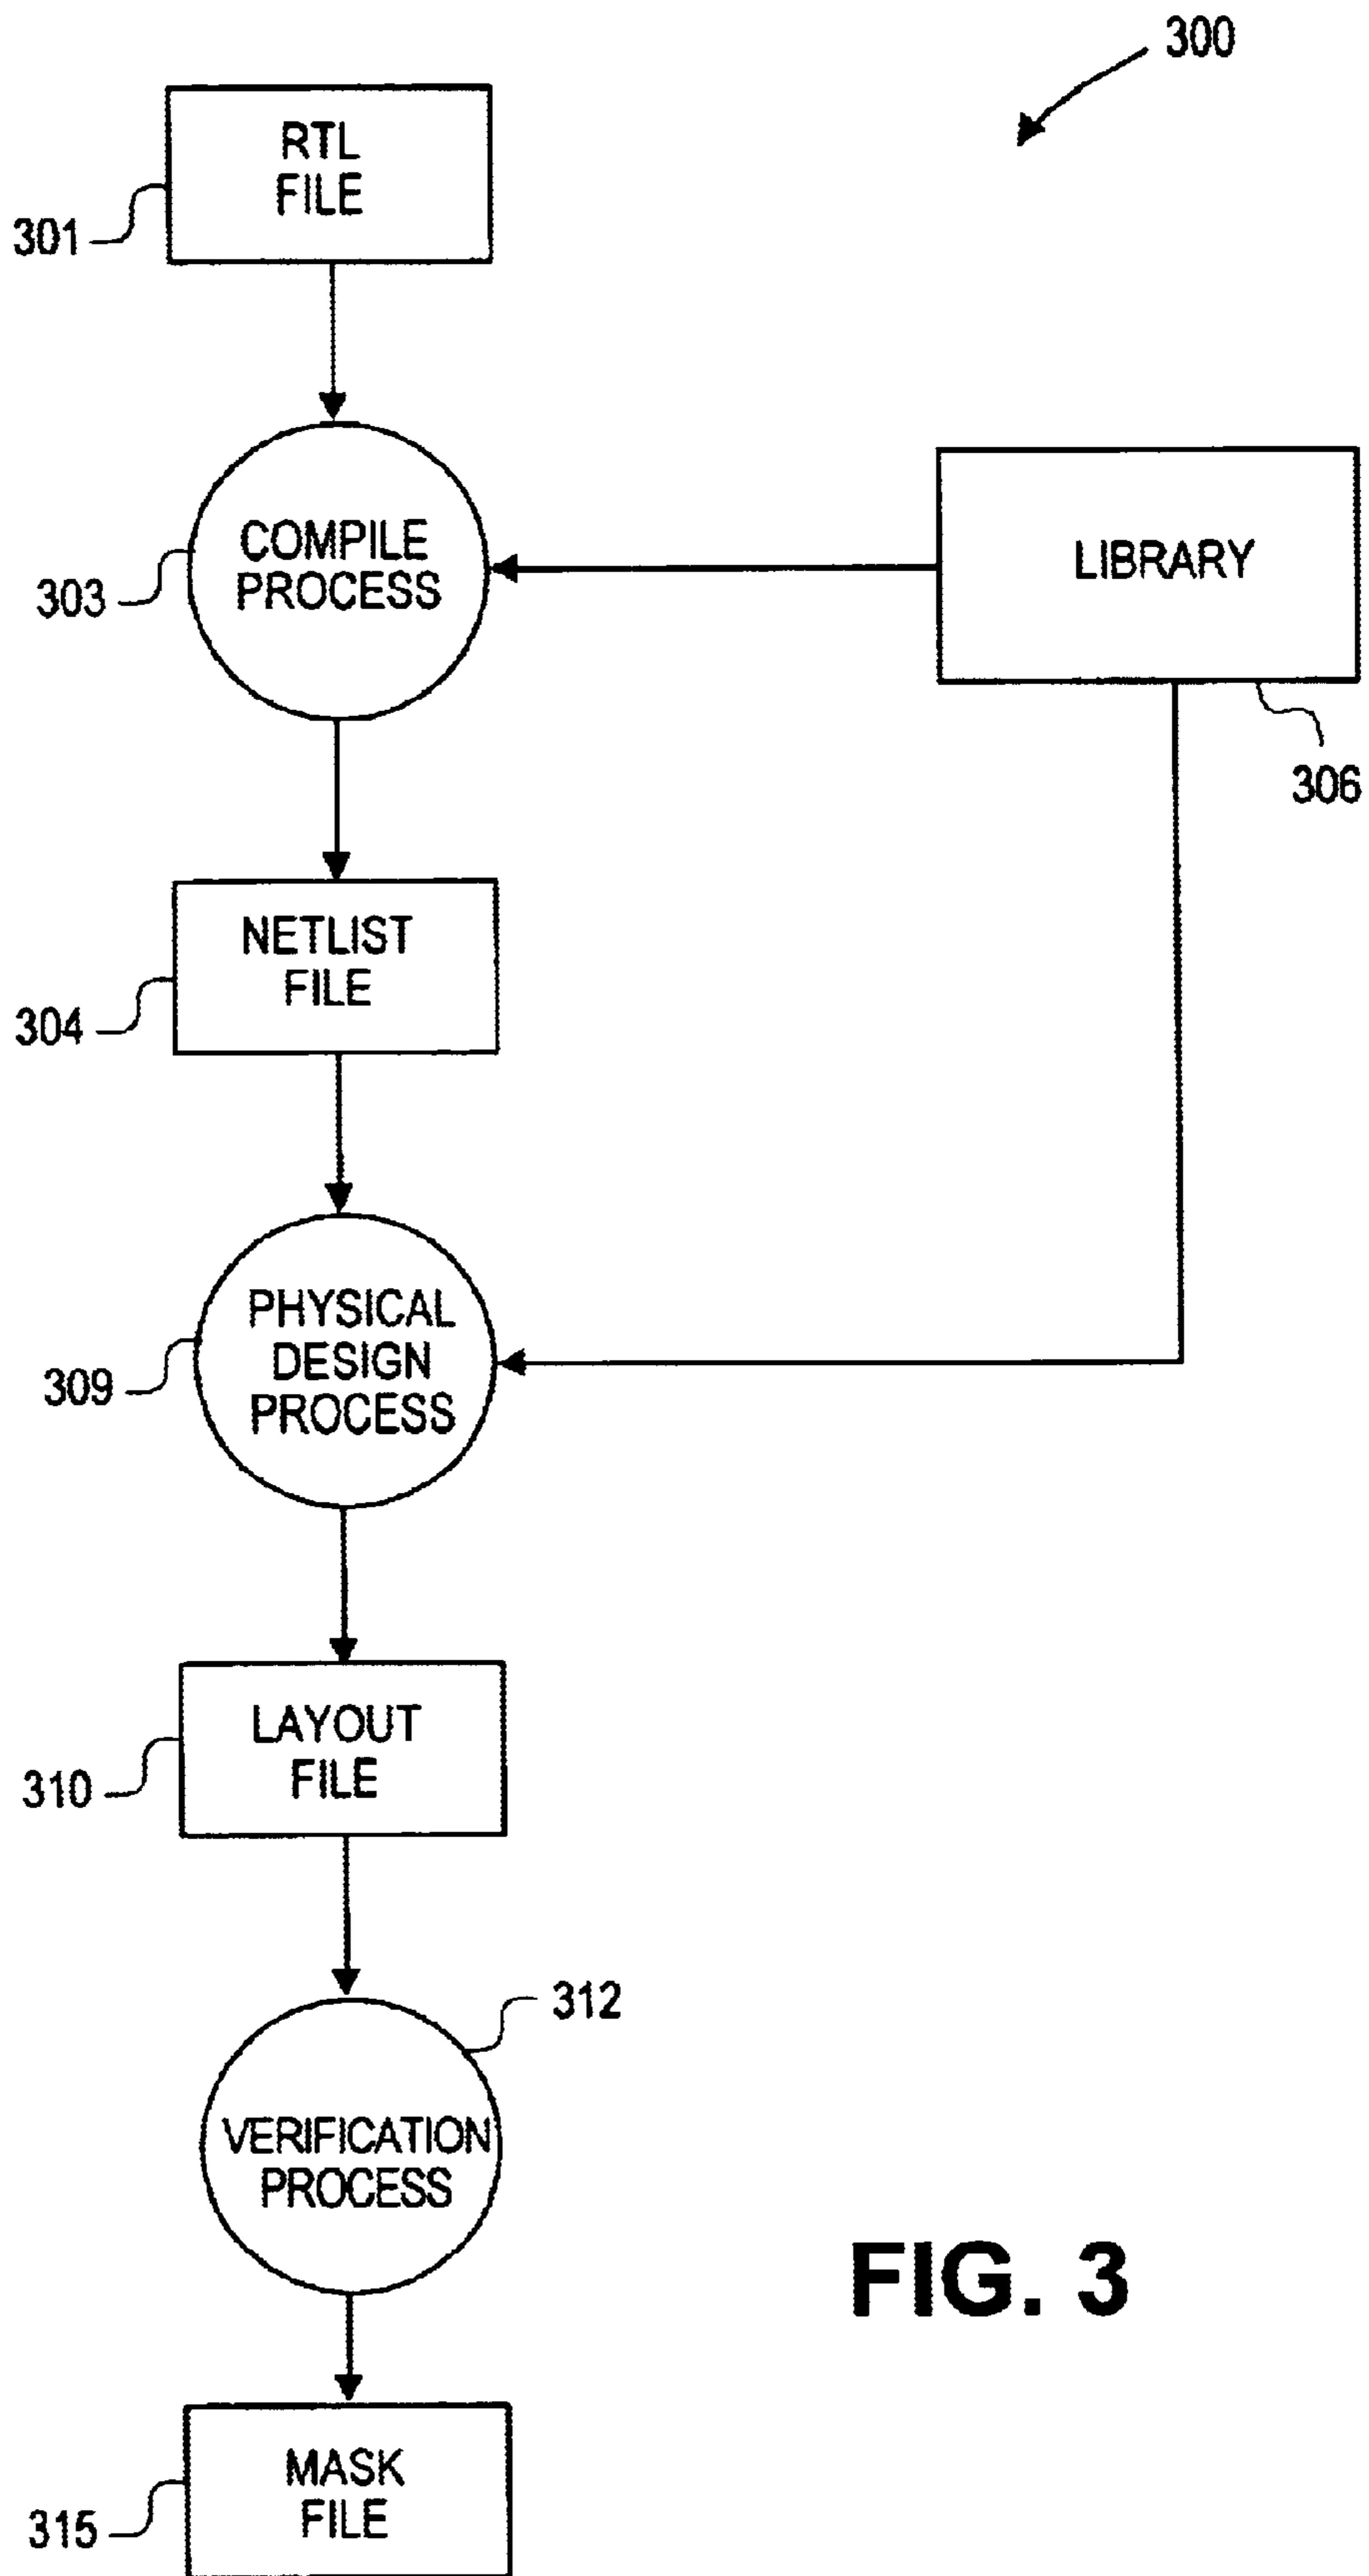 300
RTL
FILE
301
COMPILE
PROCESS
303
LIBRARY
306
NETLIST
FILE
304
PHYSICAL
DESIGN
PROCESS
309
LAYOUT
FILE
310
312
VERIFICATION
PROCESS
FIG. 3
MASK
FILE
315